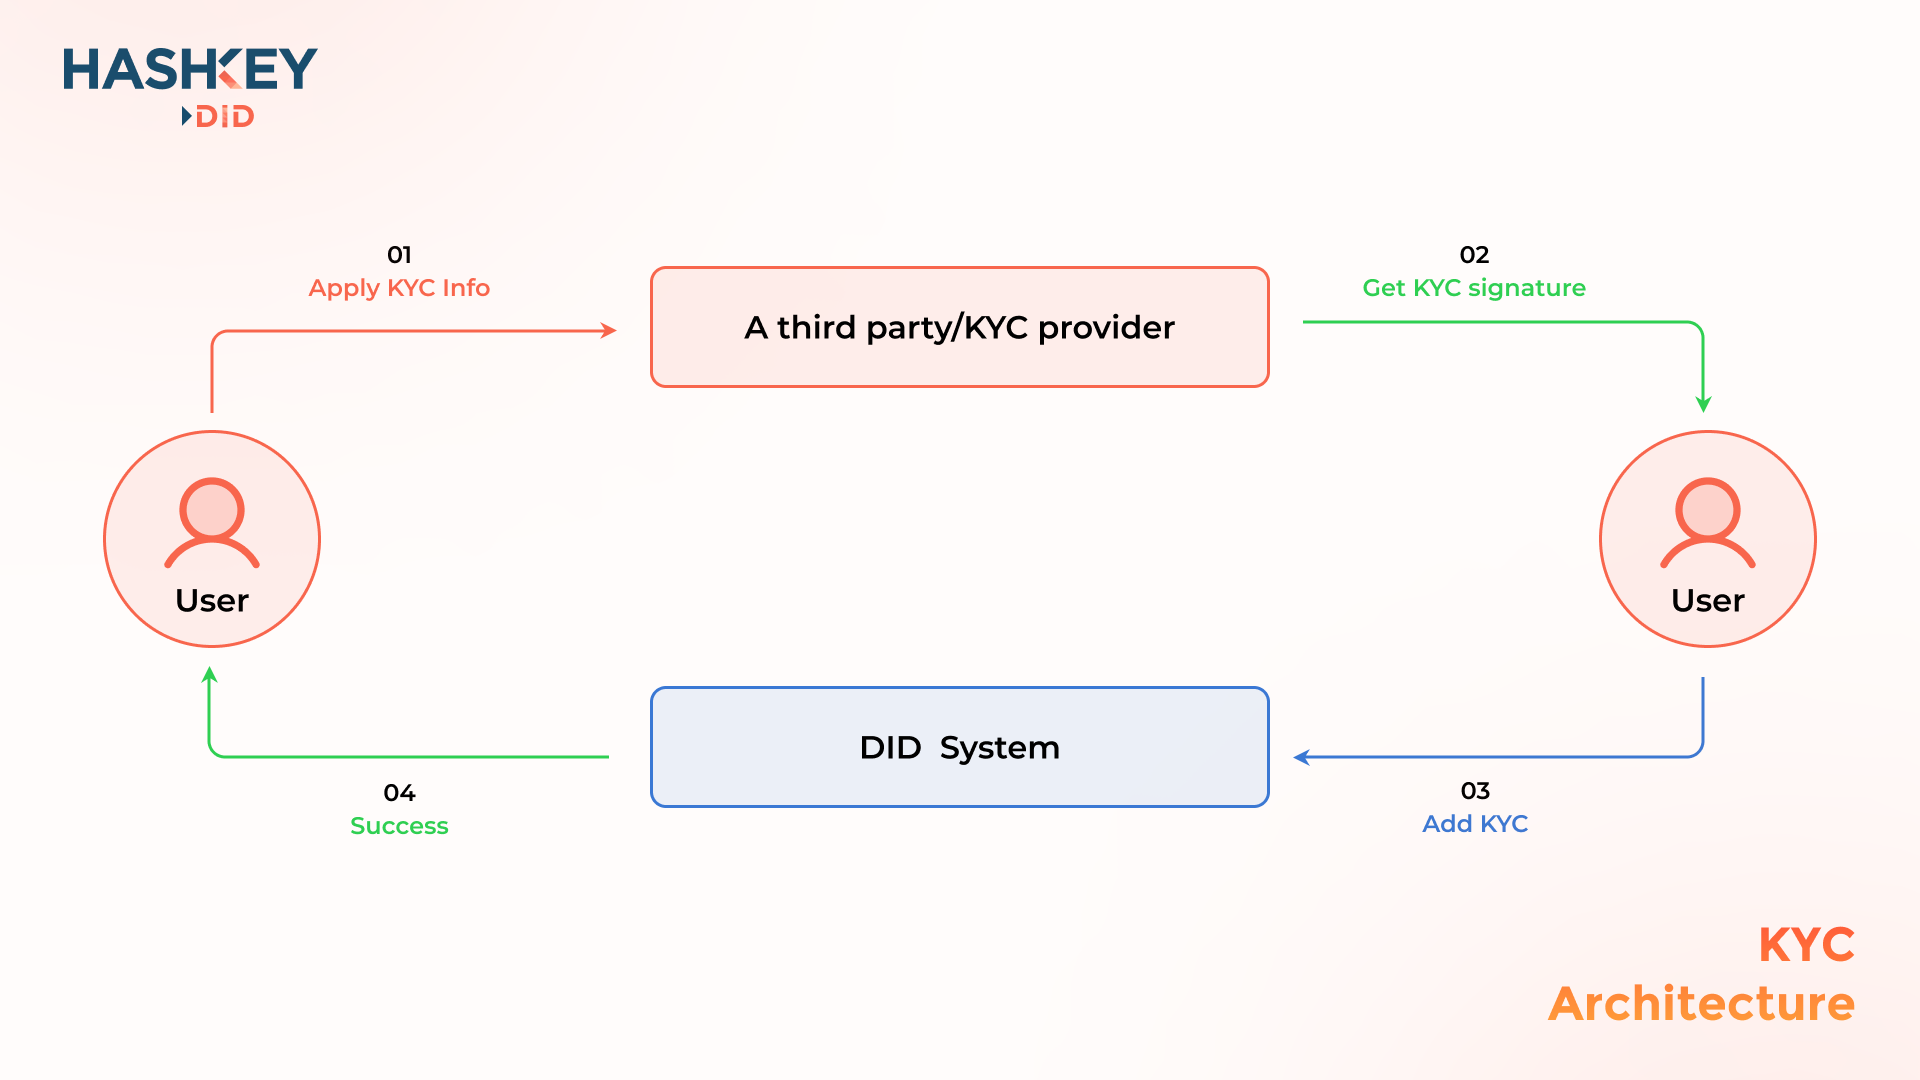 HASHKEY
DID
01
Apply KYC Info
A third party/KYC provider
02
Get KYC signature
User
User
DID System
04
Success
03
Add KYC
KYC
Architecture